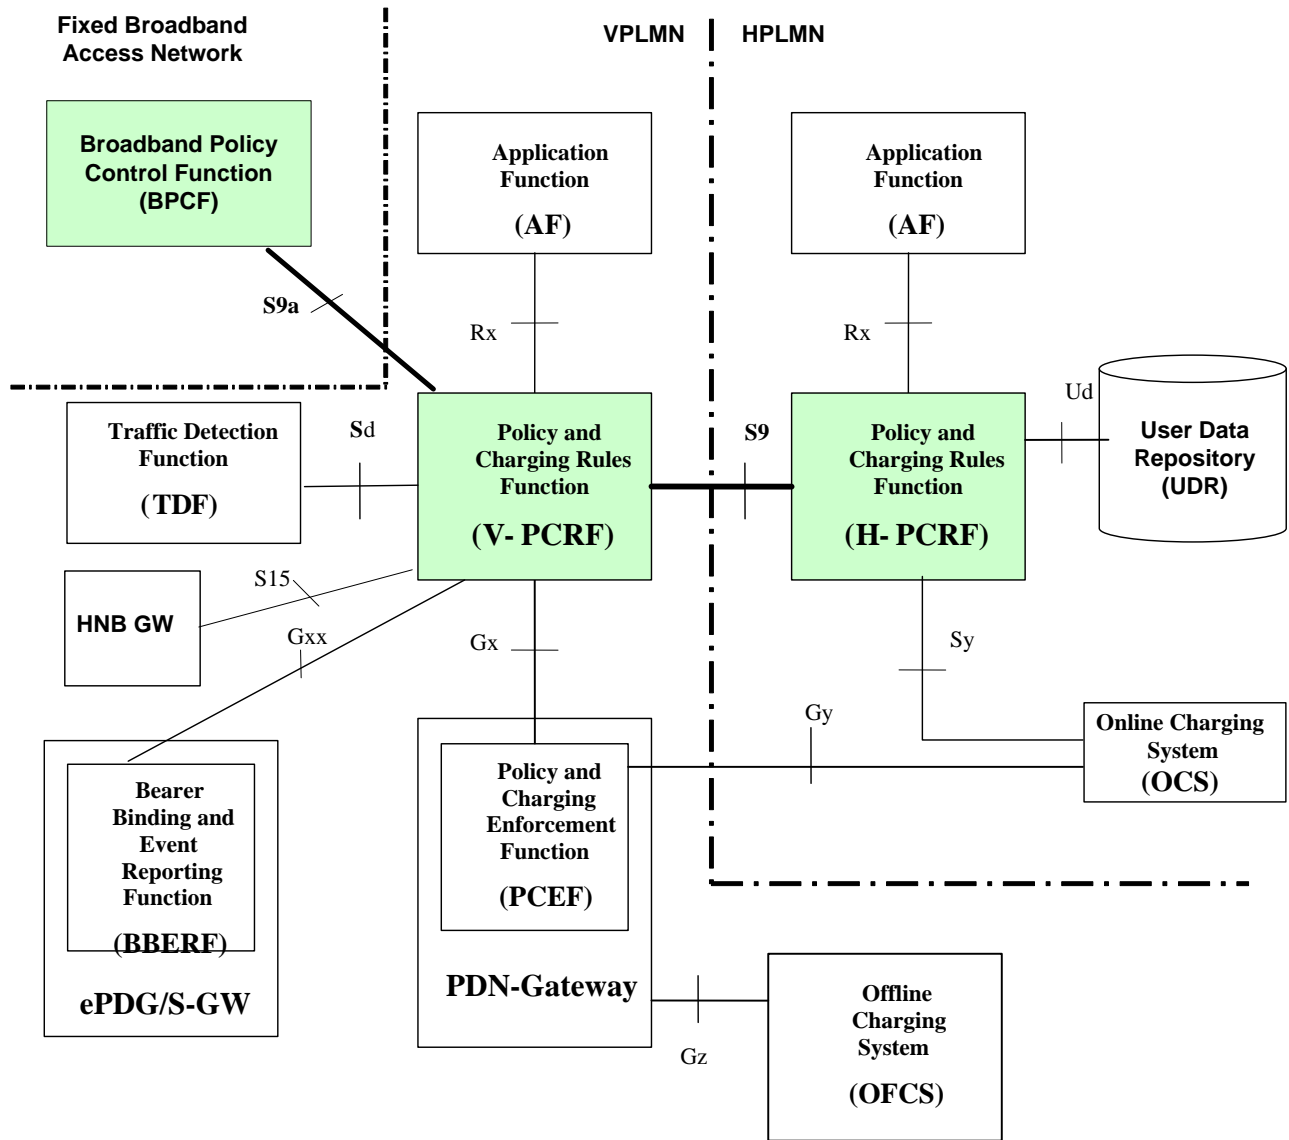 Fixed Broadband
Access Network
VPLMN
HPLMN
Broadband Policy
Control Function
(BPCF)
Application
Function
(AF)
Application
Function
(AF)
S9a
Rx
Rx
Traffic Detection
Function
(TDF)
Sd
Policy and
Charging Rules
Function
(V- PCRF)
S9
Policy and
Charging Rules
Function
(H- PCRF)
Ud
User Data
Repository
(UDR)
HNB GW
S15
Gxx
Gx
Sy
Gy
Online Charging
System
(OCS)
Bearer
Binding and
Event
Reporting
Function
(BBERF)
ePDG/S-GW
Policy and
Charging
Enforcement
Function
(PCEF)
PDN-Gateway
Gz
Offline
Charging
System
(OFCS)